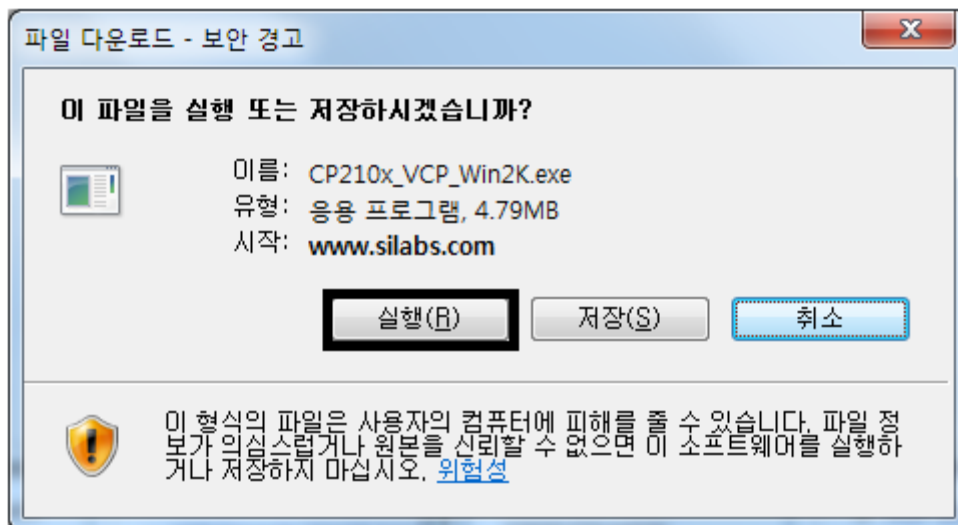 파일 다운로드 - 보안 경고
이 파일을 실행 또는 저장하시겠습니까?
이름: CP210x_VCP_Win2K.exe
유형: 응용 프로그램, 4.79MB
시작: www.silabs.com
실행(R) 저장(S) 취소
이 형식의 파일은 사용자의 컴퓨터에 피해를 줄 수 있습니다. 파일 정
보가 의심스럽거나 원본을 신뢰할 수 없으면 이 소프트웨어를 실행하
거나 저장하지 마십시오. 위험성